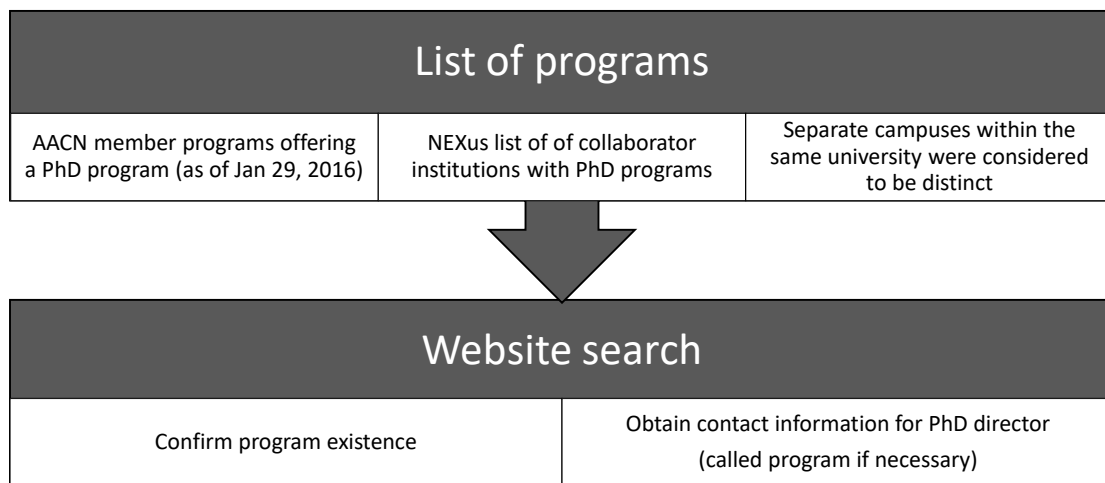 List of programs
AACN member programs offering
a PhD program (as of Jan 29, 2016)
NEXus list of of collaborator
institutions with PhD programs
Separate campuses within the
same university were considered
to be distinct
Website search
Confirm program existence
Obtain contact information for PhD director
(called program if necessary)